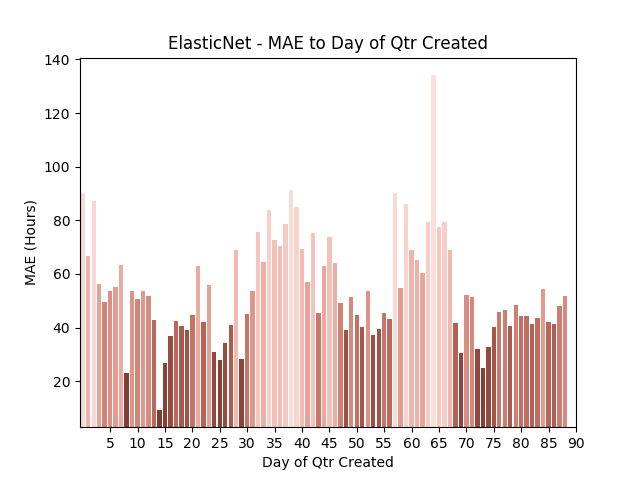 ElasticNet - MAE to Day of Qtr Created
140
120
100
80
60
40
20
MAE (Hours)
5 10 15 20 25 30 35 40 45 50 55 60 65 70 75 80 85 90
Day of Qtr Created